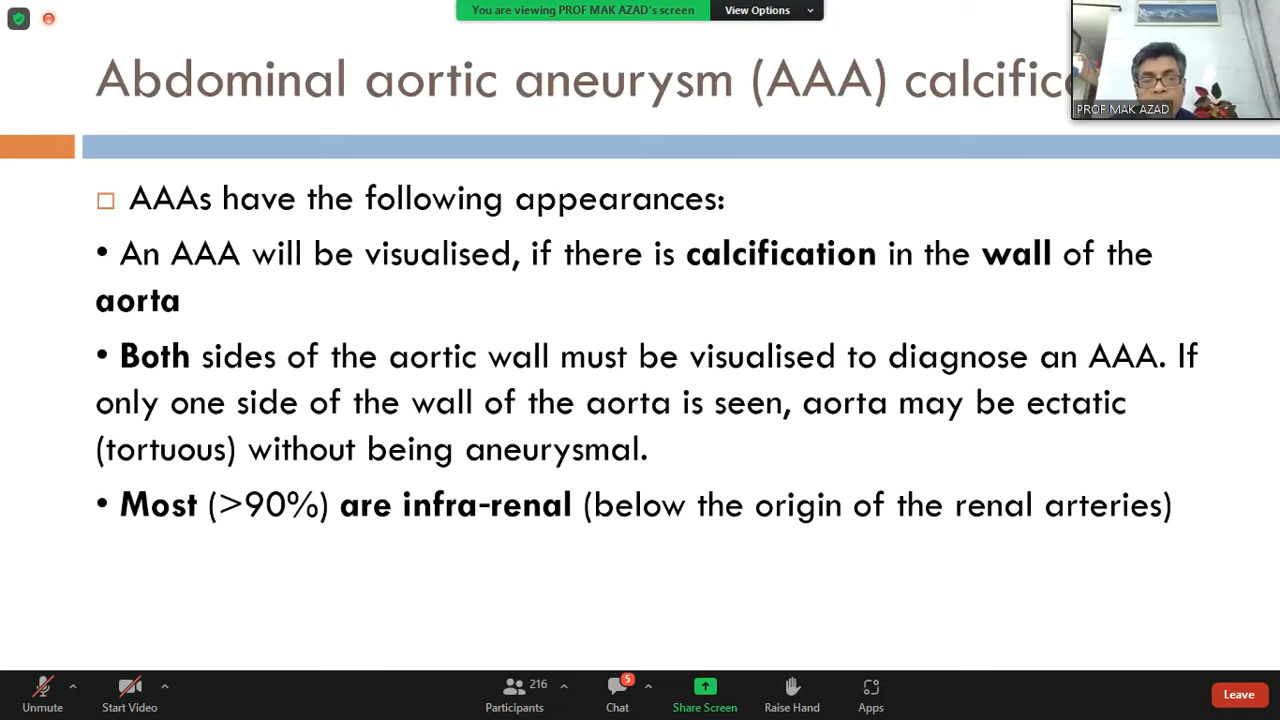 You are viewing PROF MAK AZAD's screen
View Options
Abdominal aortic aneurysm (AAA)
PROF MAK AZAD
AAAs have the following appearances:
• An AAA will be visualised, if there is calcification in the wall of the
aorta
• Both sides of the aortic wall must be visualised to diagnose an AAA. If
only one side of the wall of the aorta is seen, aorta may be ectatic
(tortuous) without being aneurysmal.
• Most (>90%) are infra-renal (below the origin of the renal arteries)
216
5
Unmute
Start Video
Participants
Chat
Share Screen
Raise Hand
Apps
Leave